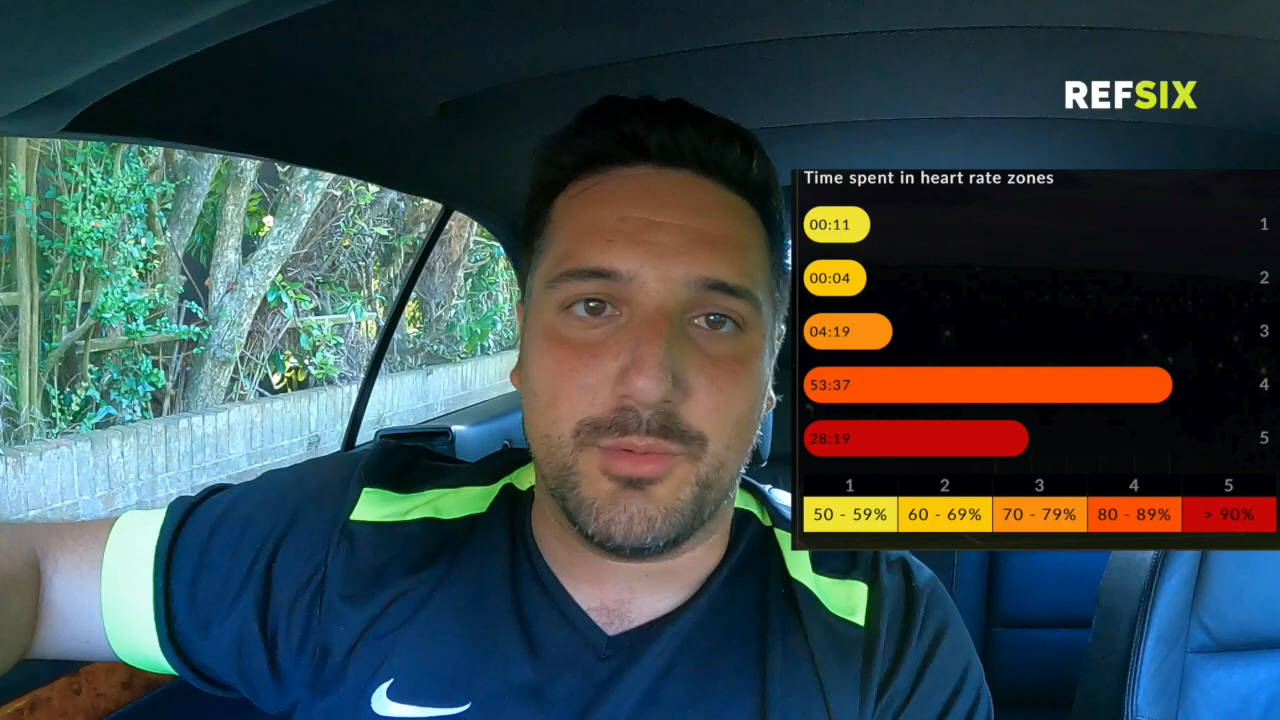 REFSIX
Time spent in heart rate zones
00:11 1
00:04 2
04:19 3
53:37 4
28:19 5
1 2 3 4 5
50 - 59% 60 - 69% 70 - 79% 80 - 89% > 90%